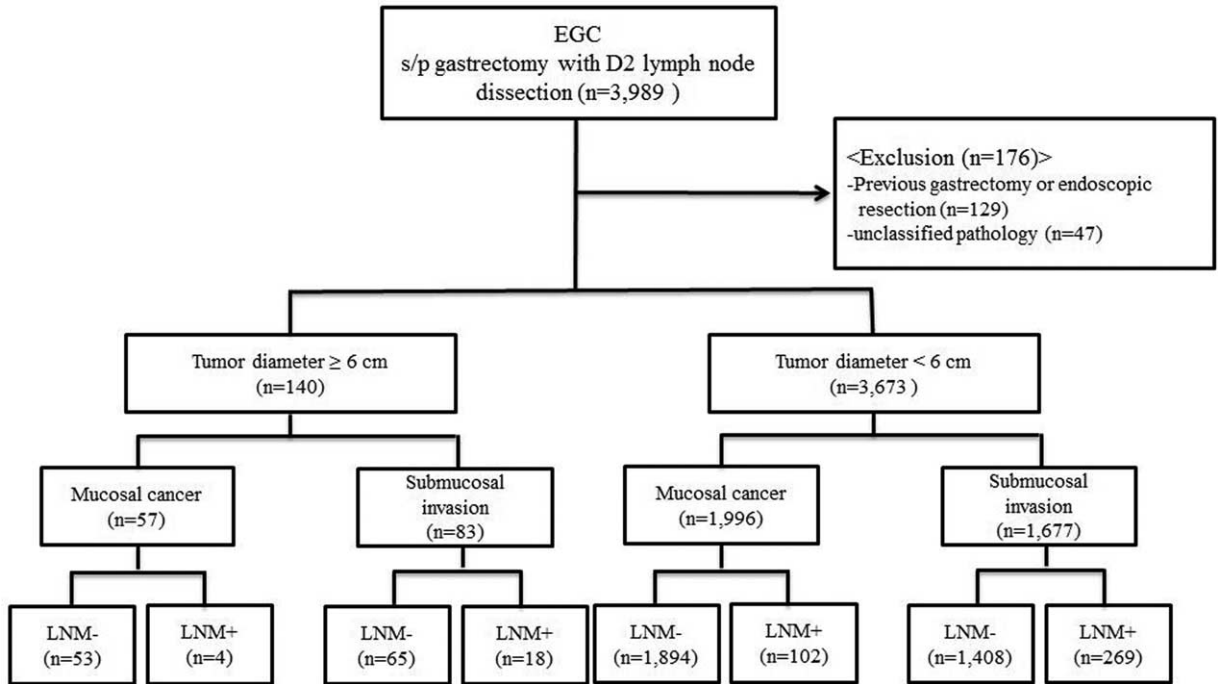 EGC
s/p gastrectomy with D2 lymph node
dissection (n=3,989 )
<Exclusion (n=176)>
-Previous gastrectomy or endoscopic
resection (n=129)
-unclassified pathology (n=47)
Tumor diameter ≥ 6 cm
(n=140)
Tumor diameter < 6 cm
(n=3,673 )
Mucosal cancer
(n=57)
Submucosal
invasion
(n=83)
Mucosal cancer
(n=1,996)
Submucosal
invasion
(n=1,677)
LNM-
(n=53)
LNM+
(n=4)
LNM-
(n=65)
LNM+
(n=18)
LNM-
(n=1,894)
LNM+
(n=102)
LNM-
(n=1,408)
LNM+
(n=269)